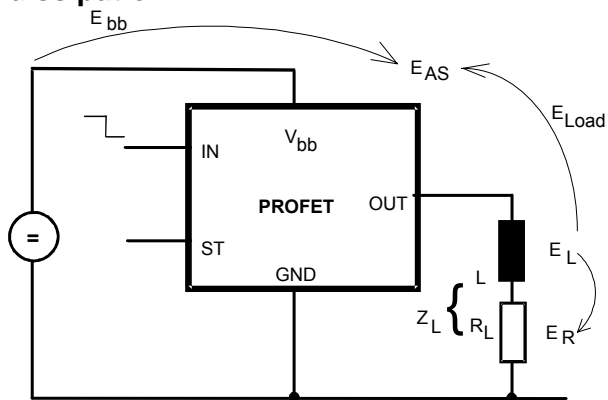 E bb
E AS
E Load
IN
V bb
PROFET
OUT
ST
GND
E L
L
Z L { R L
E R
=